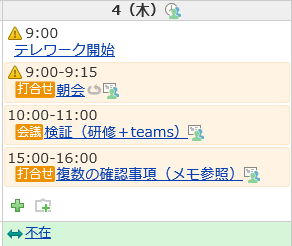 4（木）
9:00
テレワーク開始
9:00-9:15
打合せ朝会
10:00-11:00
会議検証（研修＋teams）
15:00-16:00
打合せ複数の確認事項（メモ参照）
不在